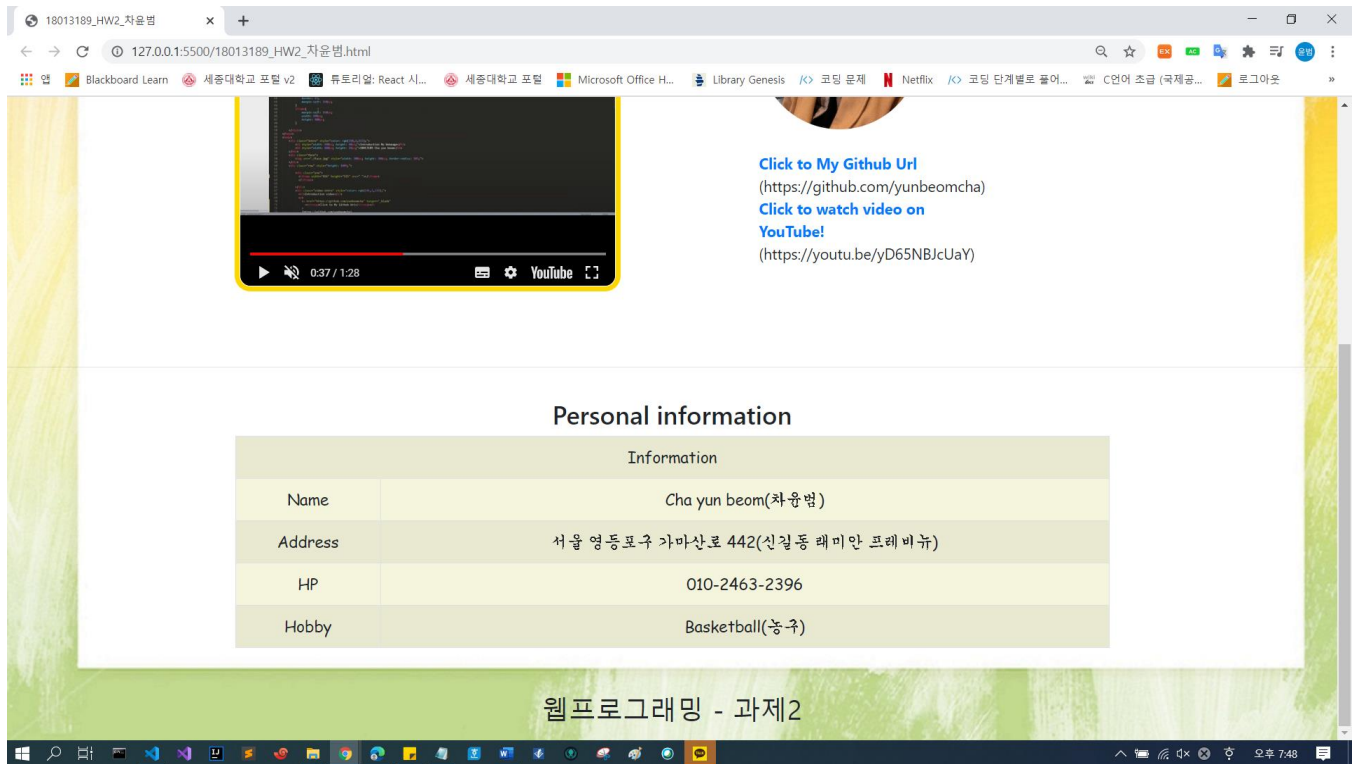 18013189_HW2_차윤범
127.0.0.1:5500/18013189_HW2_차윤범.html
윤범
앱 Blackboard Learn 세종대학교 포털 v2 튜토리얼: React 시... 세종대학교 포털 Microsoft Office H... Library Genesis 코딩 문제 Netflix 코딩 단계별로 풀어... C언어 초급 (국제공... 로그아웃 »
Click to My Github Url
(https://github.com/yunbeomcha)
Click to watch video on
YouTube!
(https://youtu.be/yD65NBJcUaY)
0:37 / 1:28 YouTube
Personal information
Information
Name Cha yun beom(차윤범)
Address 서울 영등포구 가마산로 442(신길동 래미안 프레비뉴)
HP 010-2463-2396
Hobby Basketball(농구)
웹프로그래밍 - 과제2
오후 7:48